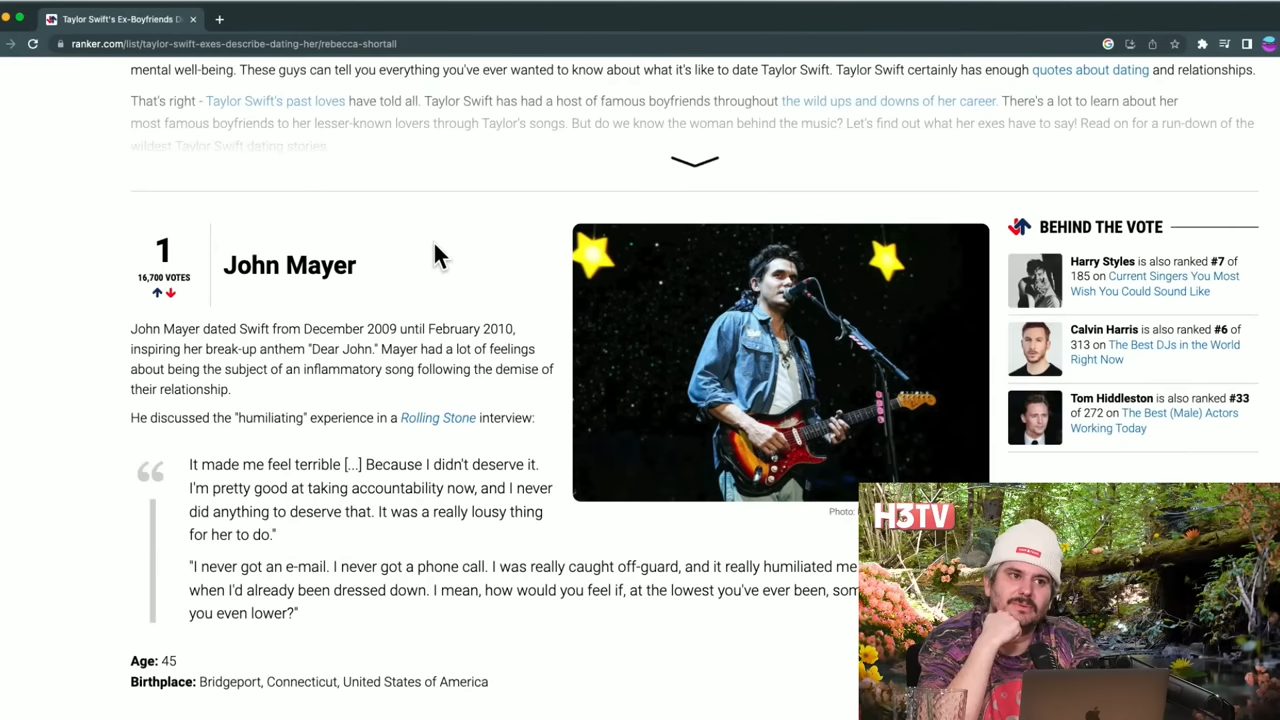 Taylor Swift's Ex-Boyfriends D
ranker.com/list/taylor-swift-exes-describe-dating-her/rebecca-shortall
mental well-being. These guys can tell you everything you've ever wanted to know about what it's like to date Taylor Swift. Taylor Swift certainly has enough quotes about dating and relationships.
That's right - Taylor Swift's past loves have told all. Taylor Swift has had a host of famous boyfriends throughout the wild ups and downs of her career. There's a lot to learn about her
most famous boyfriends to her lesser-known lovers through Taylor's songs. But do we know the woman behind the music? Let's find out what her exes have to say! Read on for a run-down of the
wildest Taylor Swift dating stories.
1
16,700 VOTES
John Mayer
John Mayer dated Swift from December 2009 until February 2010,
inspiring her break-up anthem "Dear John." Mayer had a lot of feelings
about being the subject of an inflammatory song following the demise of
their relationship.
He discussed the "humiliating" experience in a Rolling Stone interview:
It made me feel terrible [...] Because I didn't deserve it.
I'm pretty good at taking accountability now, and I never
did anything to deserve that. It was a really lousy thing
for her to do."
"I never got an e-mail. I never got a phone call. I was really caught off-guard, and it really humiliated me
when I'd already been dressed down. I mean, how would you feel if, at the lowest you've ever been, som
you even lower?"
Age: 45
Birthplace: Bridgeport, Connecticut, United States of America
Photo:
BEHIND THE VOTE
Harry Styles is also ranked #7 of
185 on Current Singers You Most
Wish You Could Sound Like
Calvin Harris is also ranked #6 of
313 on The Best DJs in the World
Right Now
Tom Hiddleston is also ranked #33
of 272 on The Best (Male) Actors
Working Today
H3TV